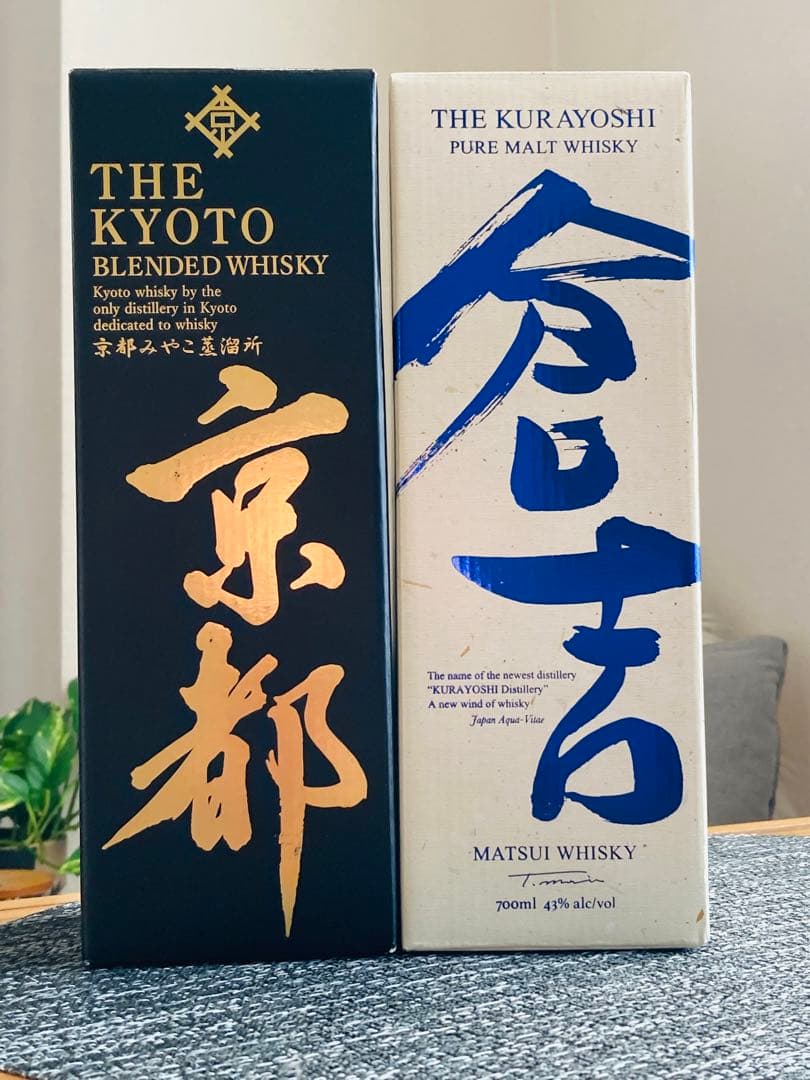 京
THE
KYOTO
BLENDED WHISKY
Kyoto whisky by the
only distillery in Kyoto
dedicated to whisky
京都みやこ蒸溜所
京都
THE KURAYOSHI
PURE MALT WHISKY
倉吉
The name of the newest distillery
“KURAYOSHI Distillery”
A new wind of whisky
Japan Aqua-Vitae
MATSUI WHISKY
700ml 43% alc/vol